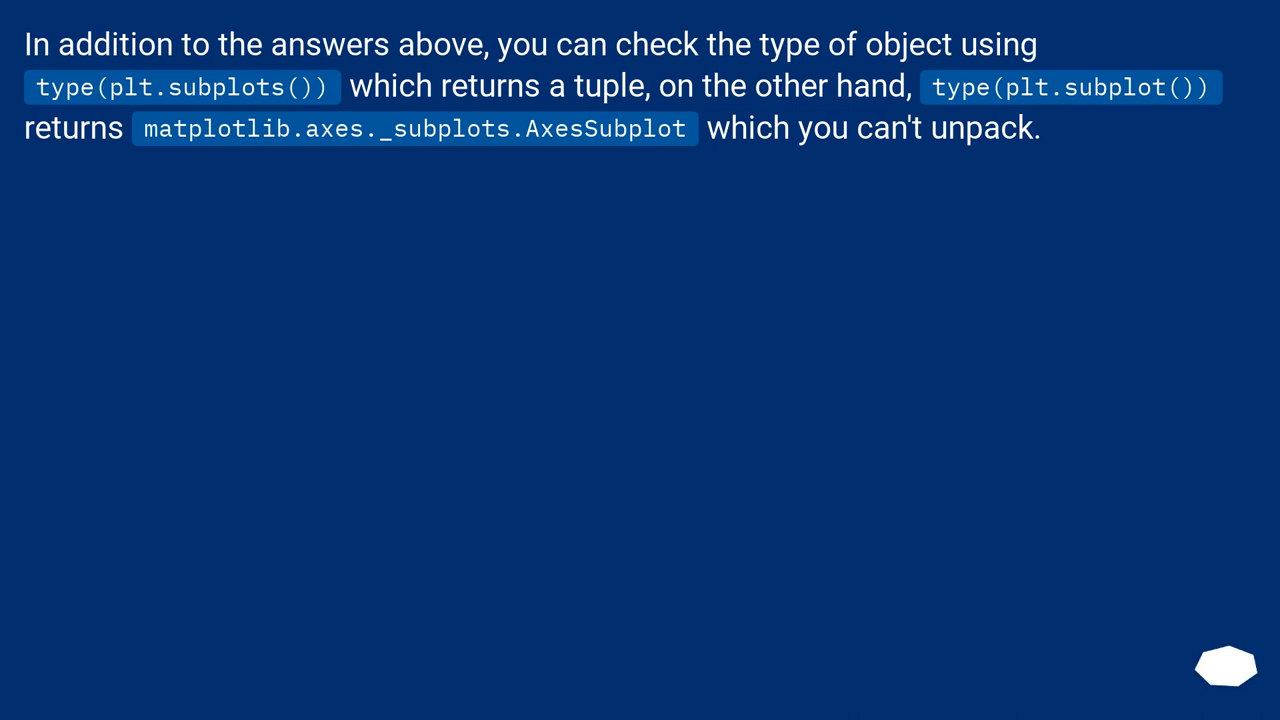 In addition to the answers above, you can check the type of object using
type(plt.subplots()) which returns a tuple, on the other hand, type(plt.subplot())
returns matplotlib.axes._subplots.AxesSubplot which you can't unpack.